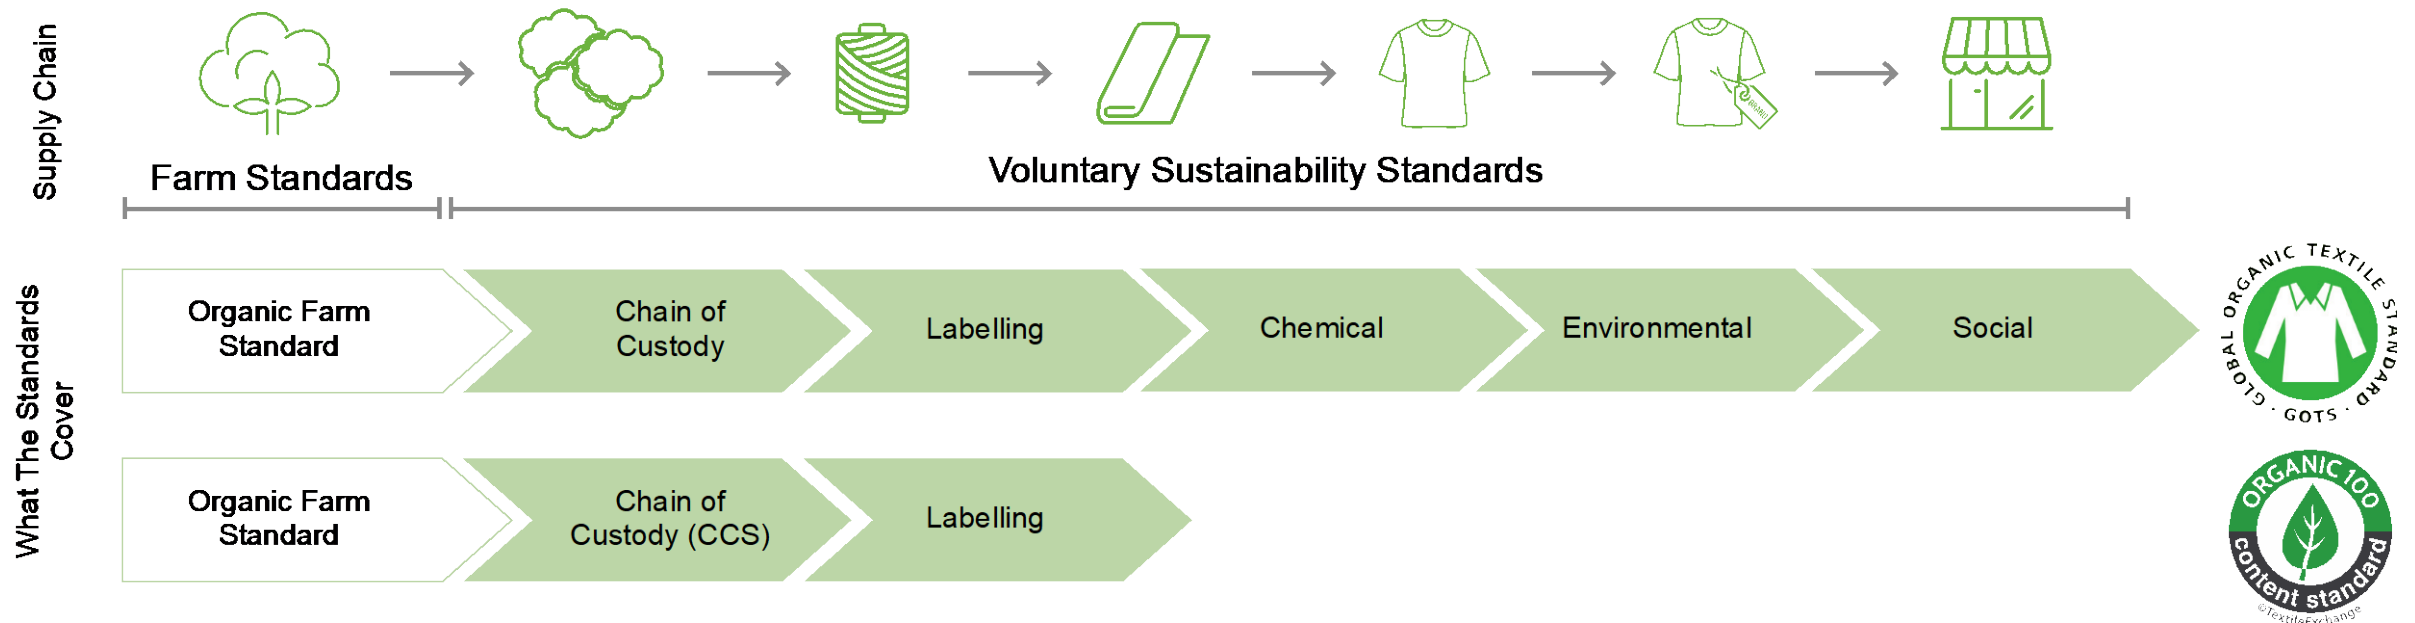 Supply Chain
BRAND
Farm Standards
Voluntary Sustainability Standards
What The Standards
Cover
Organic Farm
Standard
Chain of
Custody
Labelling
Chemical
Environmental
Social
GLOBAL ORGANIC TEXTILE STANDARD · GOTS ·
Organic Farm
Standard
Chain of
Custody (CCS)
Labelling
ORGANIC 100
content standard
©TextileExchange